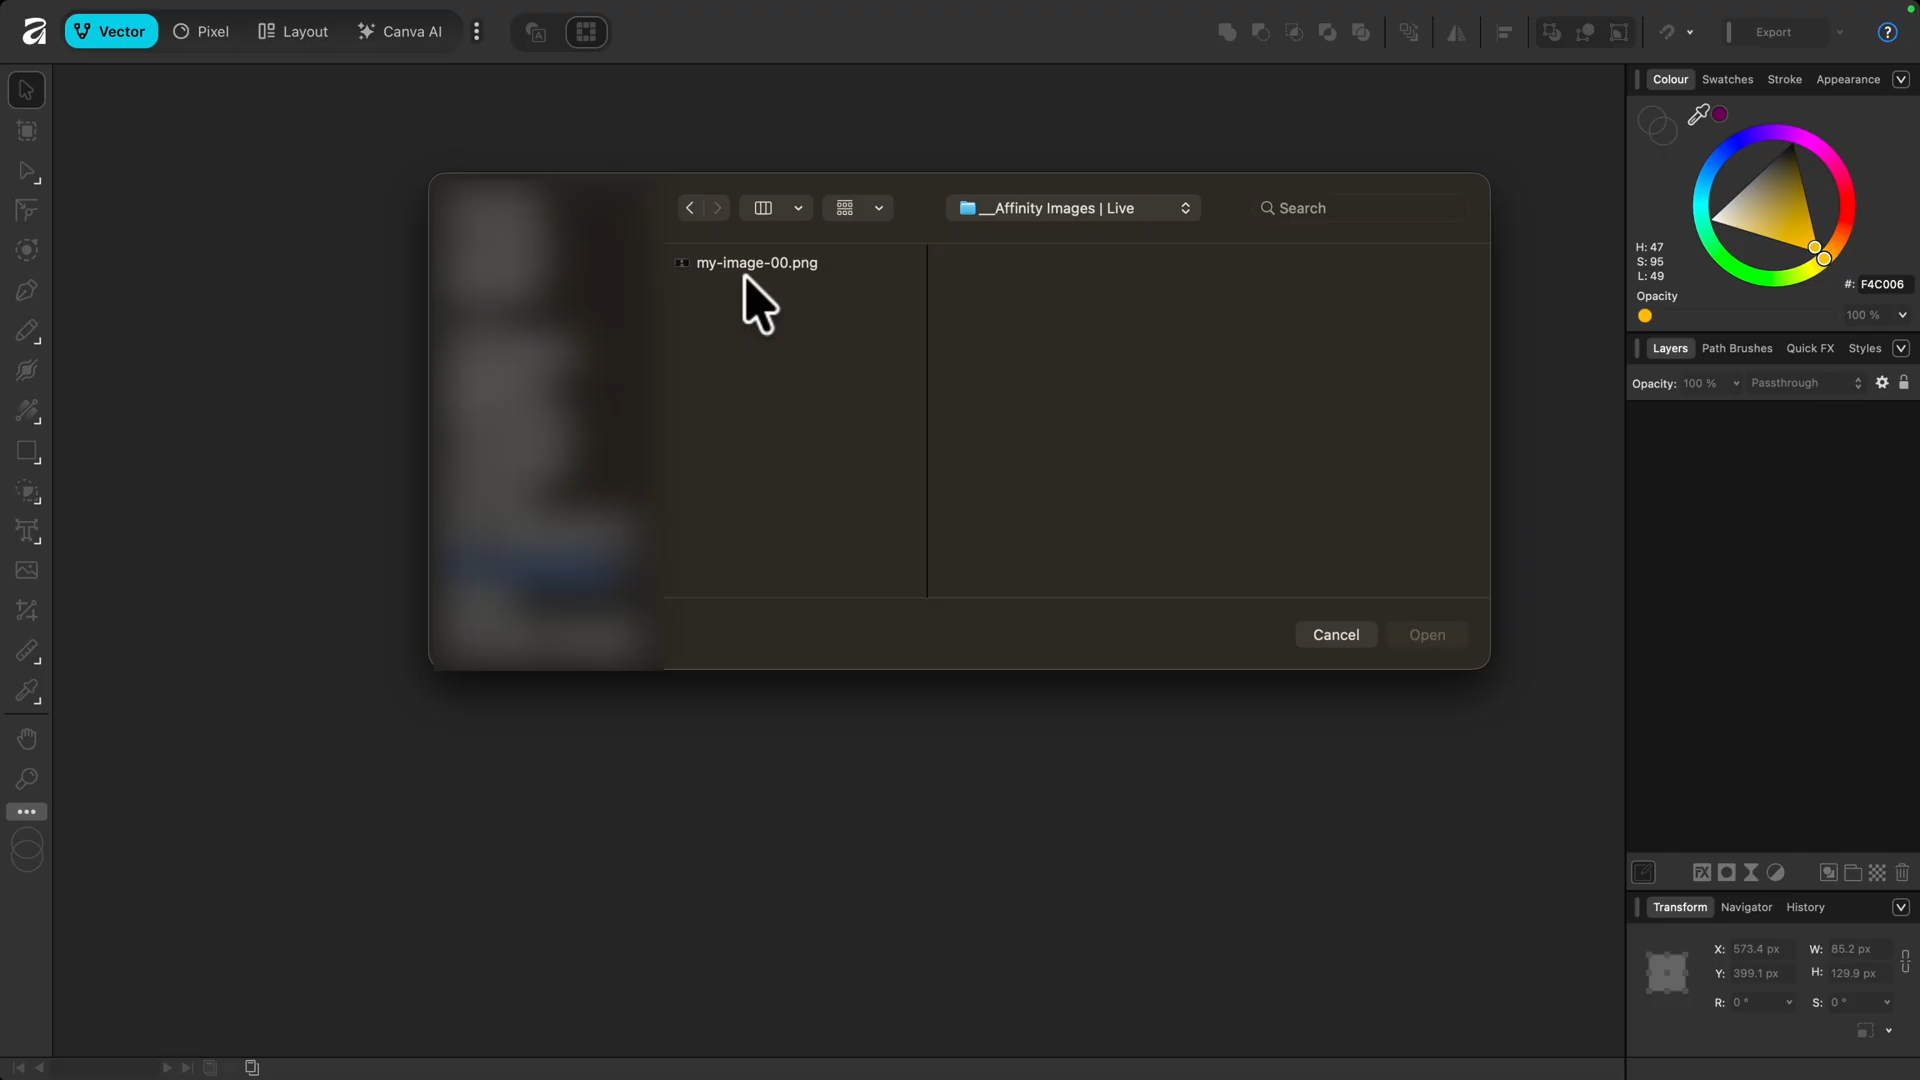 Vector Pixel Layout Canva AI Export ?
Colour Swatches Stroke Appearance
H: 47
S: 95
L: 49
#: F4C006
Opacity
100 %
__Affinity Images | Live
Search
my-image-00.png
Cancel Open
Layers Path Brushes Quick FX Styles
Opacity: 100 % Passthrough
FX
Transform Navigator History
X: 573.4 px W: 85.2 px
Y: 399.1 px H: 129.9 px
R: 0 ° S: 0 °